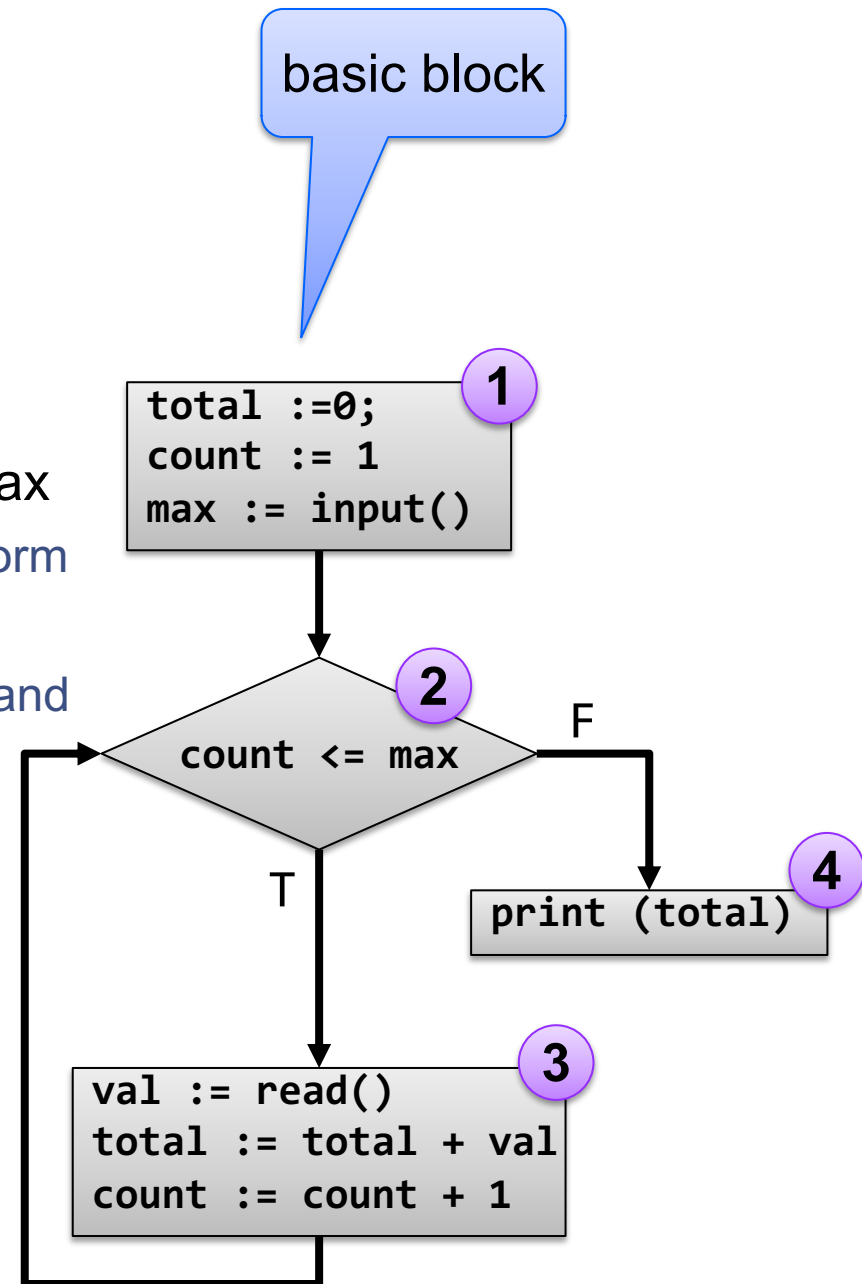 basic block
1
total :=0;
count := 1
max := input()
ax
orm
and
2
count <= max
F
T
4
print (total)
3
val := read()
total := total + val
count := count + 1